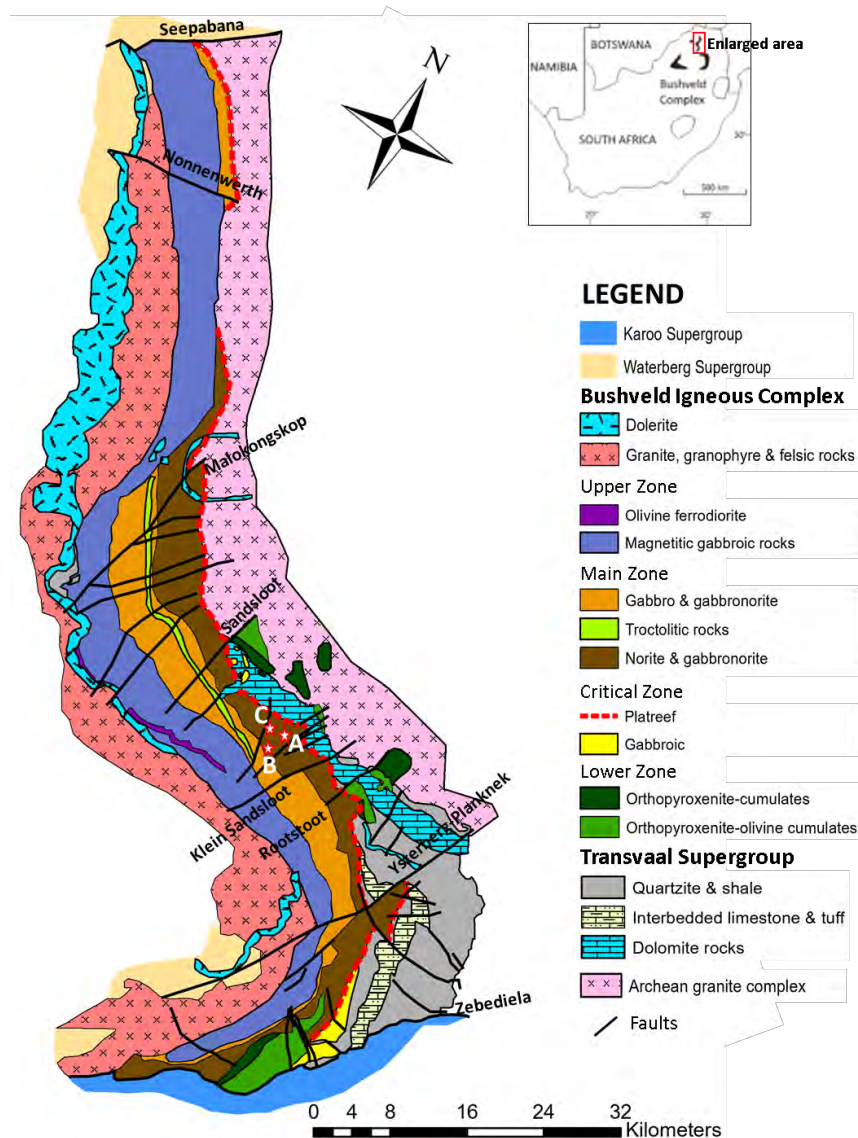 Seepabana
N
Nonnenwerth
Malokongskop
Sandsloot
C
A
B
Klein Sandsloot
Rootstoot
Ysterberg-Planknek
Zebediela
BOTSWANA
Enlarged area
NAMIBIA
Bushveld
Complex
SOUTH AFRICA
30°
500 km
30°
LEGEND
Karoo Supergroup
Waterberg Supergroup
Bushveld Igneous Complex
Dolerite
Granite, granophyre & felsic rocks
Upper Zone
Olivine ferrodiorite
Magnetitic gabbroic rocks
Main Zone
Gabbro & gabbronorite
Troctolitic rocks
Norite & gabbronorite
Critical Zone
Platreef
Gabbroic
Lower Zone
Orthopyroxenite-cumulates
Orthopyroxenite-olivine cumulates
Transvaal Supergroup
Quartzite & shale
Interbedded limestone & tuff
Dolomite rocks
Archean granite complex
Faults
0 4 8 16 24 32
Kilometers